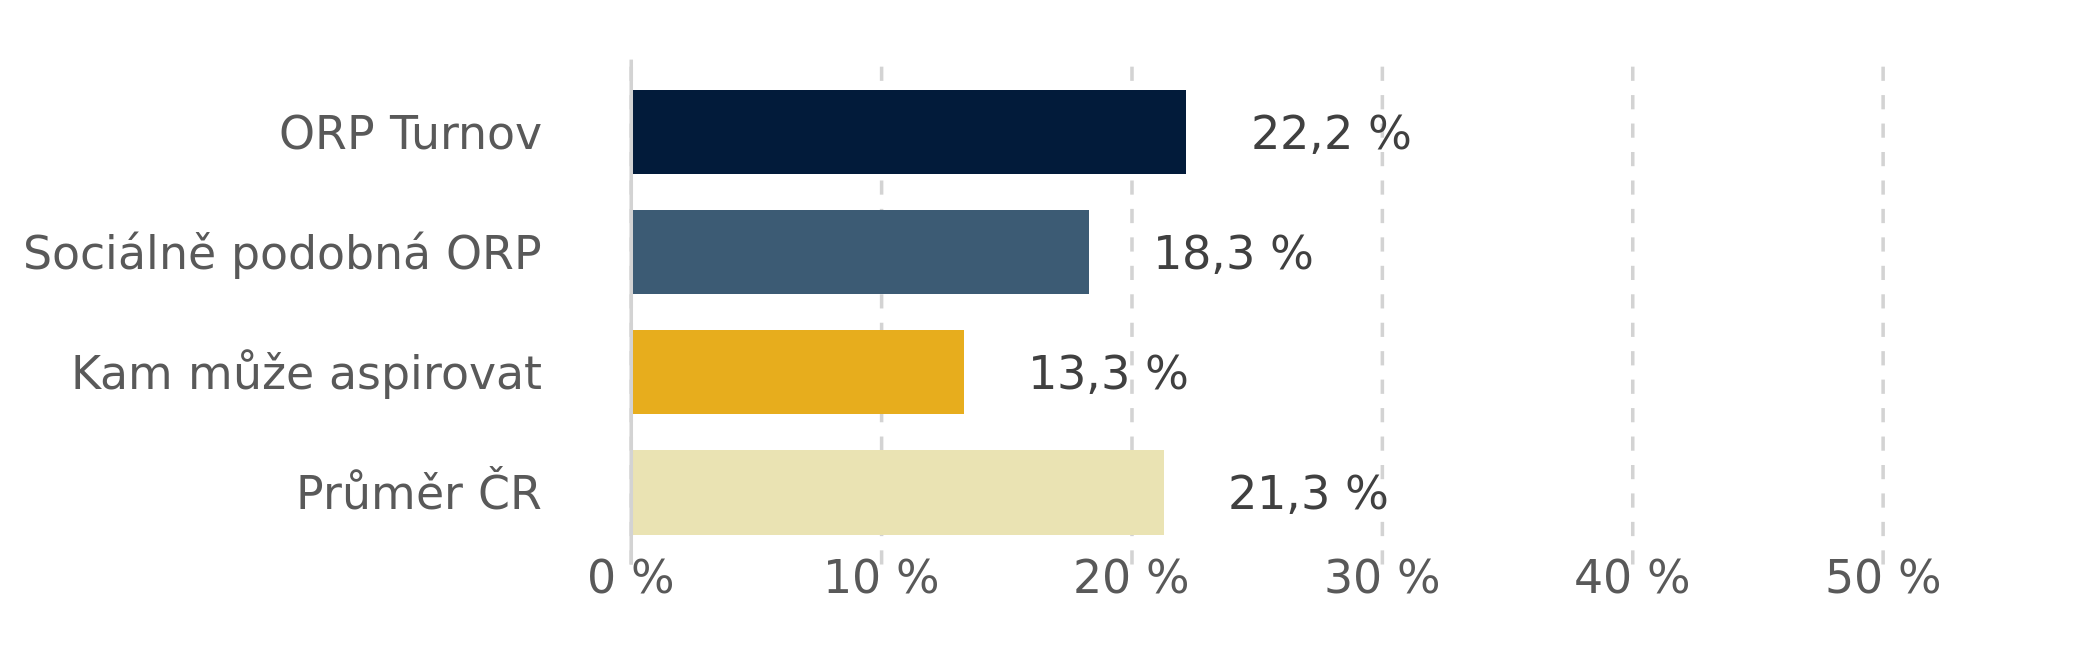 ORP Turnov 22,2 %
Sociálně podobná ORP 18,3 %
Kam může aspirovat 13,3 %
Průměr ČR 21,3 %
0 % 10 % 20 % 30 % 40 % 50 %